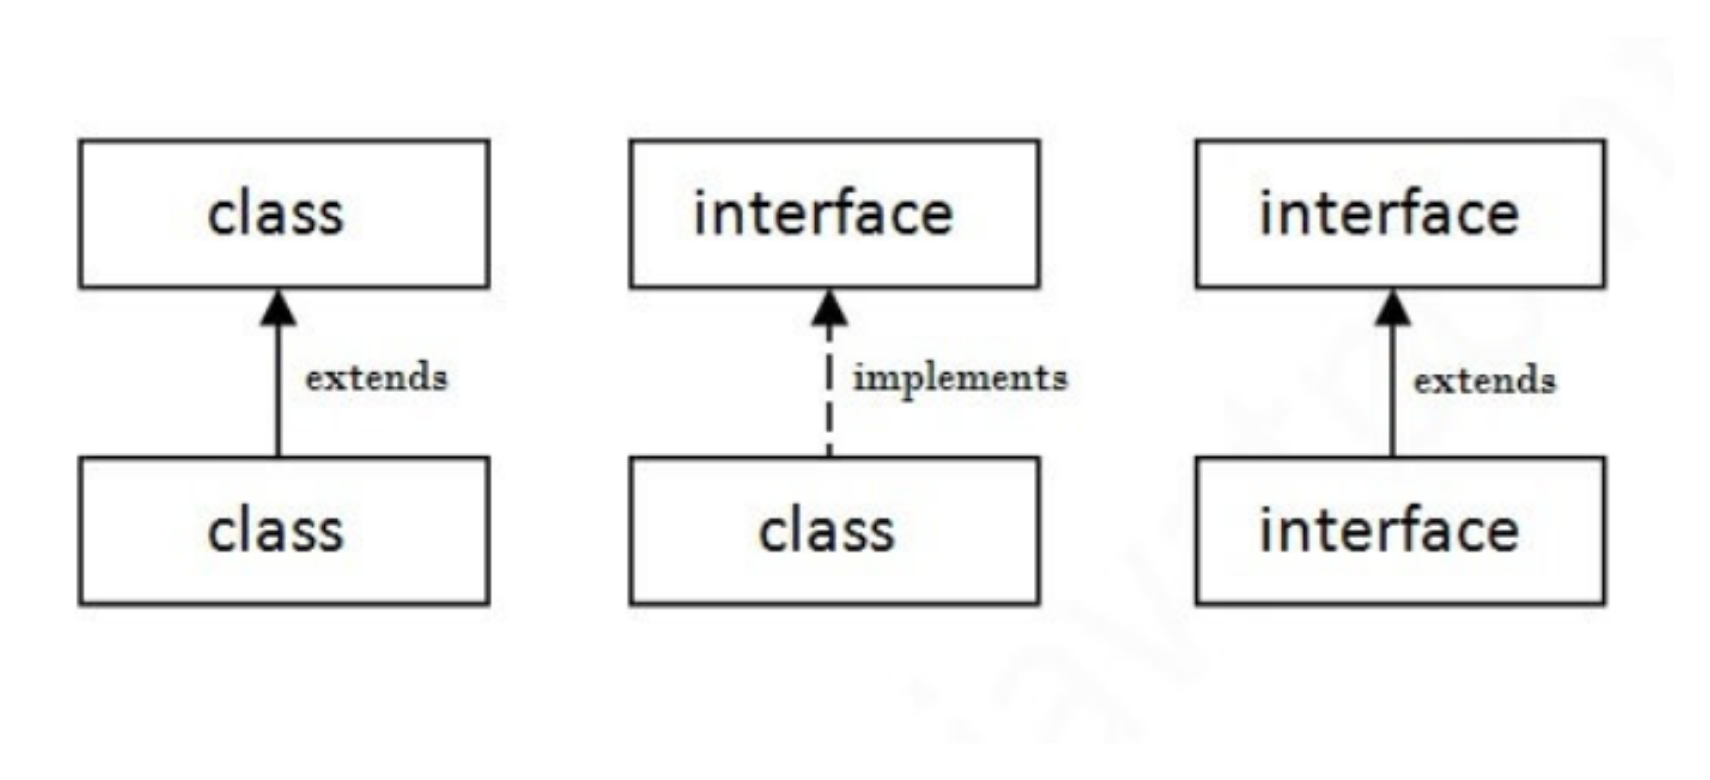 class
interface
interface
extends
implements
extends
class
class
interface